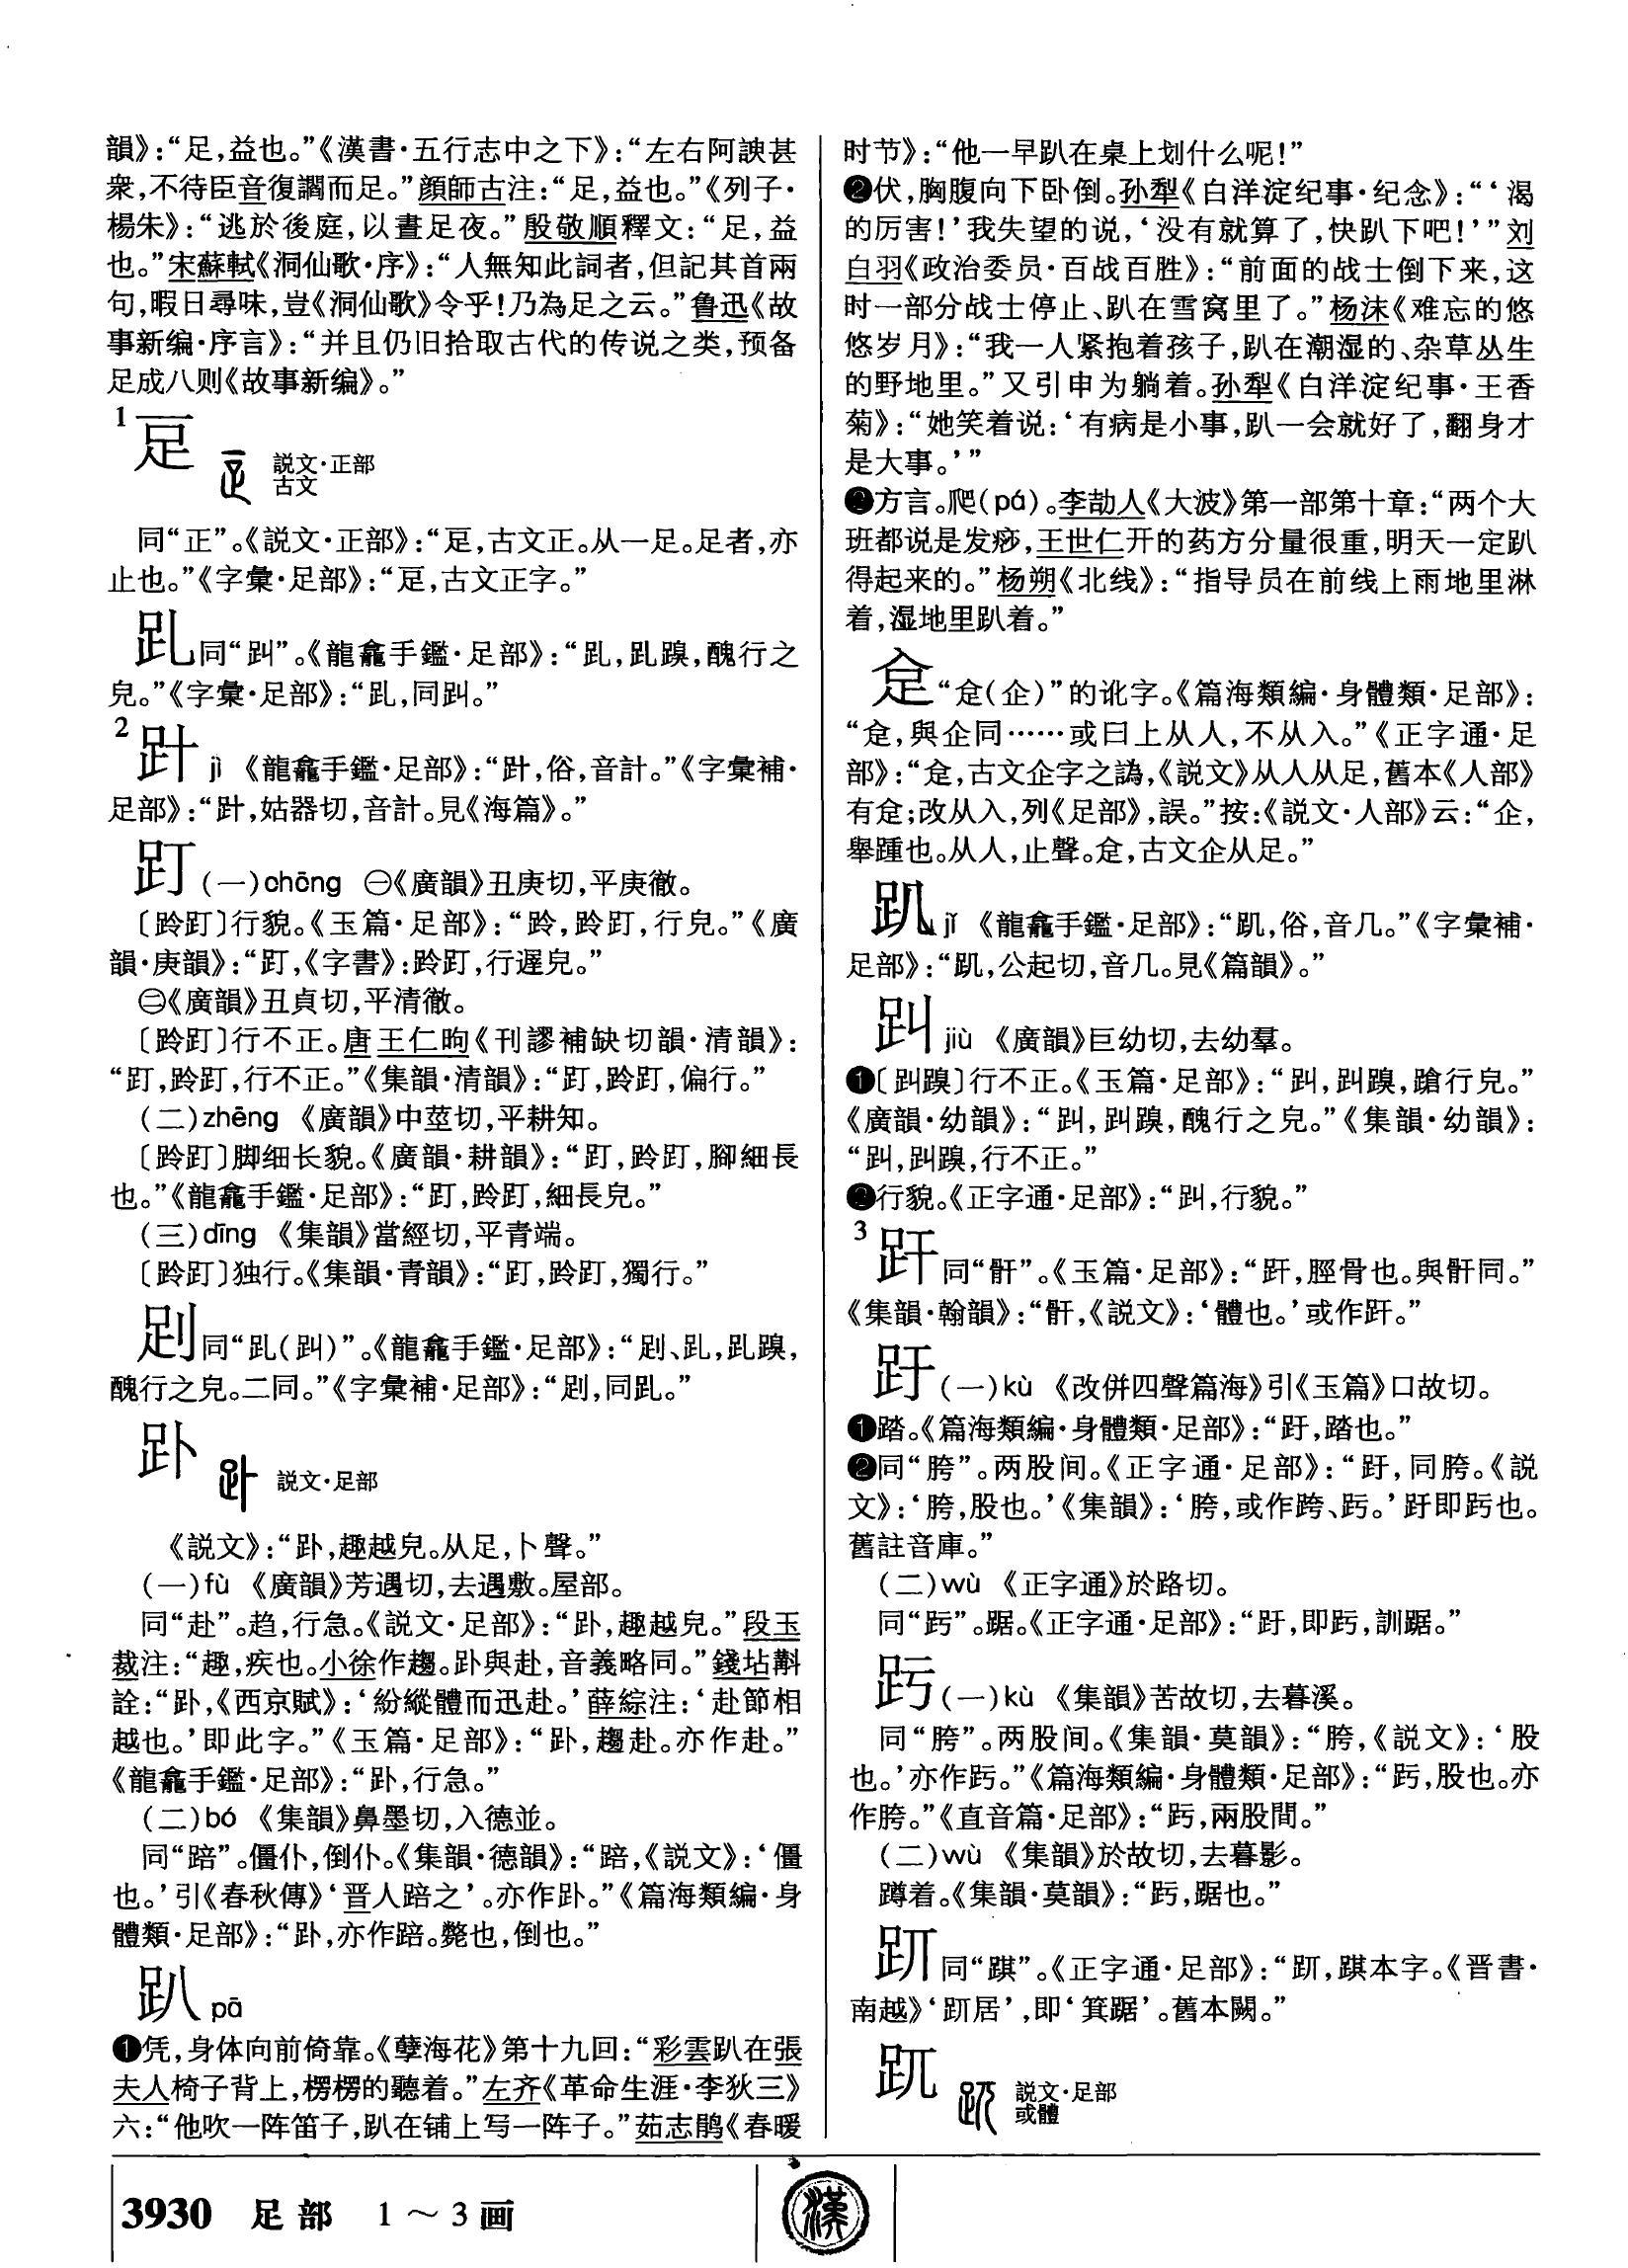 韻》：“足，益也。”《漢書·五行志中之下》：“左右阿諛甚
衆，不待臣音復讇而足。”顔師古注：“足，益也。”《列子·
楊朱》：“逃於後庭，以晝足夜。”殷敬順釋文：“足，益
也。”宋蘇軾《洞仙歌·序》：“人無知此詞者，但記其首兩
句，暇日尋味，豈《洞仙歌》令乎！乃為足之云。”鲁迅《故
事新编·序言》：“并且仍旧拾取古代的传说之类，预备
足成八则《故事新编》。”
1
𤴓 説文·正部
古文
同“正”。《説文·正部》：“𤴓，古文正。从一足。足者，亦
止也。”《字彙·足部》：“𤴓，古文正字。”
𧾷乚同“𧾻”。《龍龕手鑑·足部》：“，踀，醜行之
皃。”《字彙·足部》：“，同𧾻。”
2
計 jì 《龍龕手鑑·足部》：“，俗，音計。”《字彙補·
足部》：“，姑器切，音計。見《海篇》。”
𧾼（一）chēng ㊀《廣韻》丑庚切，平庚徹。
〔跉𧾼〕行貌。《玉篇·足部》：“跉，跉𧾼，行皃。”《廣
韻·庚韻》：“𧾼，《字書》：跉𧾼，行遲皃。”
㊁《廣韻》丑貞切，平清徹。
〔跉𧾼〕行不正。唐王仁昫《刊謬補缺切韻·清韻》：
“𧾼，跉𧾼，行不正。”《集韻·清韻》：“𧾼，跉𧾼，偏行。”
（二）zhēng 《廣韻》中莖切，平耕知。
〔跉𧾼〕脚细长貌。《廣韻·耕韻》：“𧾼，跉𧾼，腳細長
也。”《龍龕手鑑·足部》：“𧾼，跉𧾼，細長皃。”
（三）dīng 《集韻》當經切，平青端。
〔跉𧾼〕独行。《集韻·青韻》：“𧾼，跉𧾼，獨行。”
同“（𧾻）”。《龍龕手鑑·足部》：“、，，
醜行之皃。二同。”《字彙補·足部》：“，同。”
趴 説文·足部
《説文》：“，趣越皃。从足，卜聲。”
（一）fù 《廣韻》芳遇切，去遇敷。屋部。
同“赴”。趋，行急。《説文·足部》：“，趣越皃。”段玉
裁注：“趣，疾也。小徐作趨。與赴，音義略同。”錢坫斠
詮：“，《西京賦》：‘紛縱體而迅赴。’薛綜注：‘赴節相
越也。’即此字。”《玉篇·足部》：“，趨赴。亦作赴。”
《龍龕手鑑·足部》：“，行急。”
（二）bó 《集韻》鼻墨切，入德並。
同“踣”。僵仆，倒仆。《集韻·德韻》：“踣，《説文》：‘僵
也。’引《春秋傳》‘晋人踣之’。亦作。”《篇海類編·身
體類·足部》：“，亦作踣。斃也，倒也。”
趴 pā
❶凭，身体向前倚靠。《孽海花》第十九回：“彩雲趴在張
夫人椅子背上，楞楞的聽着。”左齐《革命生涯·李狄三》
六：“他吹一阵笛子，趴在铺上写一阵子。”茹志鹃《春暖
时节》：“他一早趴在桌上划什么呢！”
❷伏，胸腹向下卧倒。孙犁《白洋淀纪事·纪念》：“‘渴
的厉害！’我失望的说，‘没有就算了，快趴下吧！’”刘
白羽《政治委员·百战百胜》：“前面的战士倒下来，这
时一部分战士停止、趴在雪窝里了。”杨沫《难忘的悠
悠岁月》：“我一人紧抱着孩子，趴在潮湿的、杂草丛生
的野地里。”又引申为躺着。孙犁《白洋淀纪事·王香
菊》：“她笑着说：‘有病是小事，趴一会就好了，翻身才
是大事。’”
❸方言。爬（pá）。李劼人《大波》第一部第十章：“两个大
班都说是发痧，王世仁开的药方分量很重，明天一定趴
得起来的。”杨朔《北线》：“指导员在前线上雨地里淋
着，湿地里趴着。”
“（企）”的讹字。《篇海類編·身體類·足部》：
“，與企同……或曰上从人，不从入。”《正字通·足
部》：“，古文企字之譌，《説文》从人从足，舊本《人部》
有；改从入，列《足部》，誤。”按：《説文·人部》云：“企，
舉踵也。从人，止聲。，古文企从足。”
jǐ 《龍龕手鑑·足部》：“，俗，音几。”《字彙補·
足部》：“，公起切，音几。見《篇韻》。”
𧾻 jiù 《廣韻》巨幼切，去幼羣。
❶〔𧾻〕行不正。《玉篇·足部》：“𧾻，𧾻，蹌行皃。”
《廣韻·幼韻》：“𧾻，𧾻，醜行之皃。”《集韻·幼韻》：
“𧾻，𧾻，行不正。”
❷行貌。《正字通·足部》：“𧾻，行貌。”
3
趶同“骭”。《玉篇·足部》：“，脛骨也。與骭同。”
《集韻·翰韻》：“骭，《説文》：‘體也。’或作。”
趶（一）kù 《改併四聲篇海》引《玉篇》口故切。
❶踏。《篇海類編·身體類·足部》：“趶，踏也。”
❷同“胯”。两股间。《正字通·足部》：“趶，同胯。《説
文》：‘胯，股也。’《集韻》：‘胯，或作跨、。’趶即也。
舊註音庫。”
（二）wù 《正字通》於路切。
同“”。踞。《正字通·足部》：“趶，即，訓踞。”
（一）kù 《集韻》苦故切，去暮溪。
同“胯”。两股间。《集韻·莫韻》：“胯，《説文》：‘股
也。’亦作。”《篇海類編·身體類·足部》：“，股也。亦
作胯。”《直音篇·足部》：“，兩股間。”
（二）wù 《集韻》於故切，去暮影。
蹲着。《集韻·莫韻》：“，踞也。”
同“踑”。《正字通·足部》：“，踑本字。《晋書·
南越》‘居’，即‘箕踞’。舊本闕。”
説文·足部
或體
3930 足部 1～3画
漢